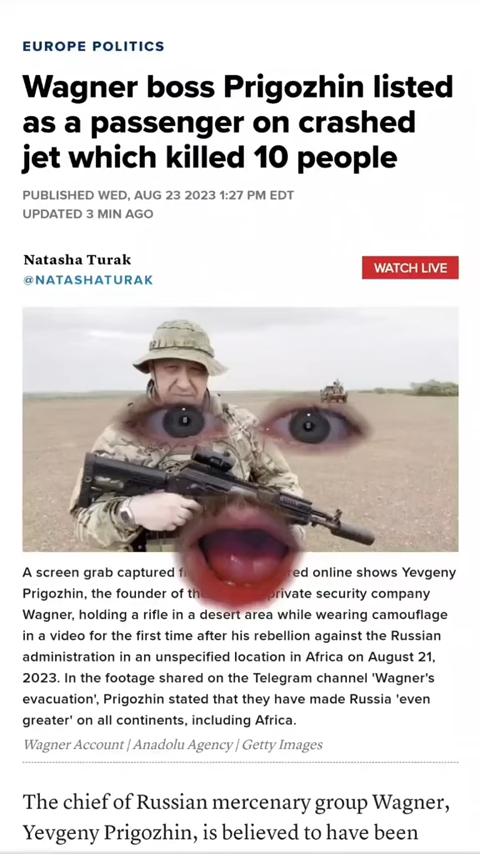 EUROPE POLITICS
Wagner boss Prigozhin listed
as a passenger on crashed
jet which killed 10 people
PUBLISHED WED, AUG 23 2023 1:27 PM EDT
UPDATED 3 MIN AGO
Natasha Turak
@NATASHATURAK
WATCH LIVE
A screen grab captured online shows Yevgeny
Prigozhin, the founder of private security company
Wagner, holding a rifle in a desert area while wearing camouflage
in a video for the first time after his rebellion against the Russian
administration in an unspecified location in Africa on August 21,
2023. In the footage shared on the Telegram channel 'Wagner's
evacuation', Prigozhin stated that they have made Russia 'even
greater' on all continents, including Africa.
Wagner Account | Anadolu Agency | Getty Images
The chief of Russian mercenary group Wagner,
Yevgeny Prigozhin, is believed to have been